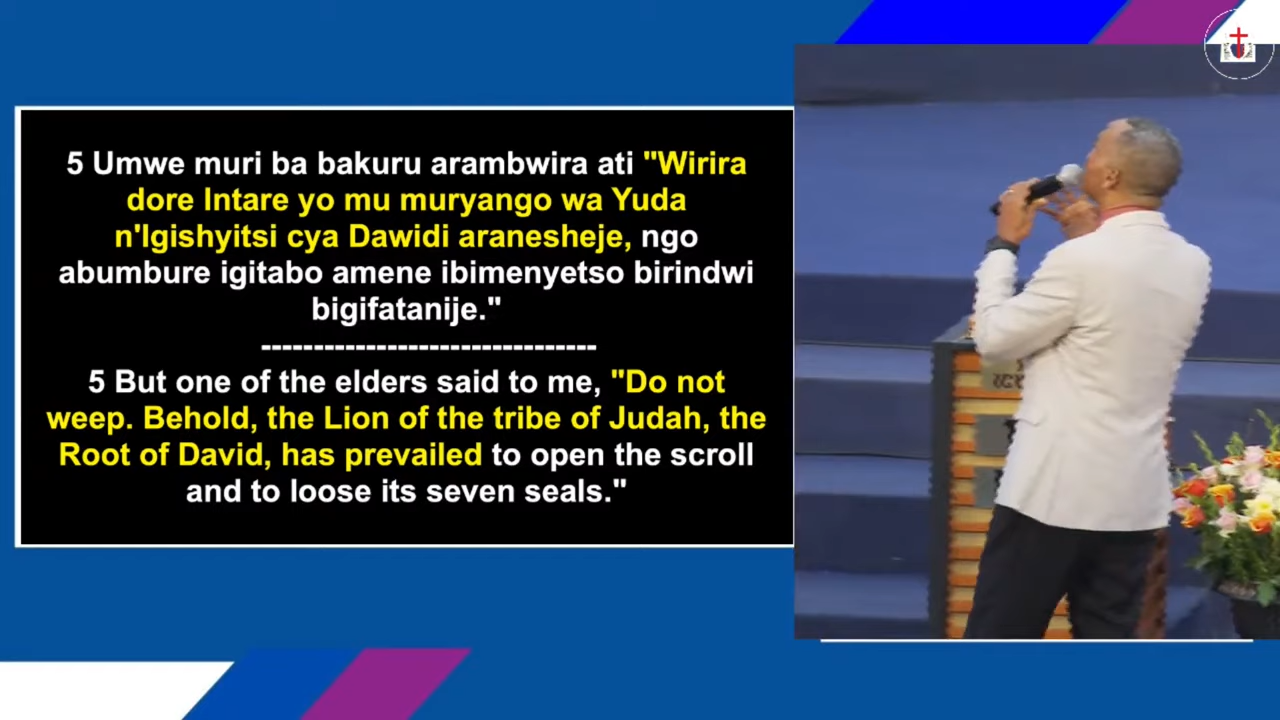 5 Umwe muri ba bakuru arambwira ati "Wirira
dore Intare yo mu muryango wa Yuda
n'Igishyitsi cya Dawidi aranesheje, ngo
abumbure igitabo amene ibimenyetso birindwi
bigifatanije."
--------------------------------
5 But one of the elders said to me, "Do not
weep. Behold, the Lion of the tribe of Judah, the
Root of David, has prevailed to open the scroll
and to loose its seven seals."